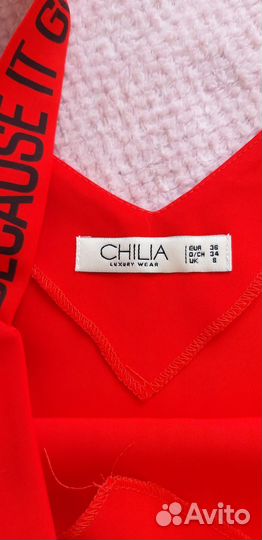 BECAUSE IT G
CHILIA
LUXURY WEAR
EUR 36
D/CH 34
UK 8
Avito